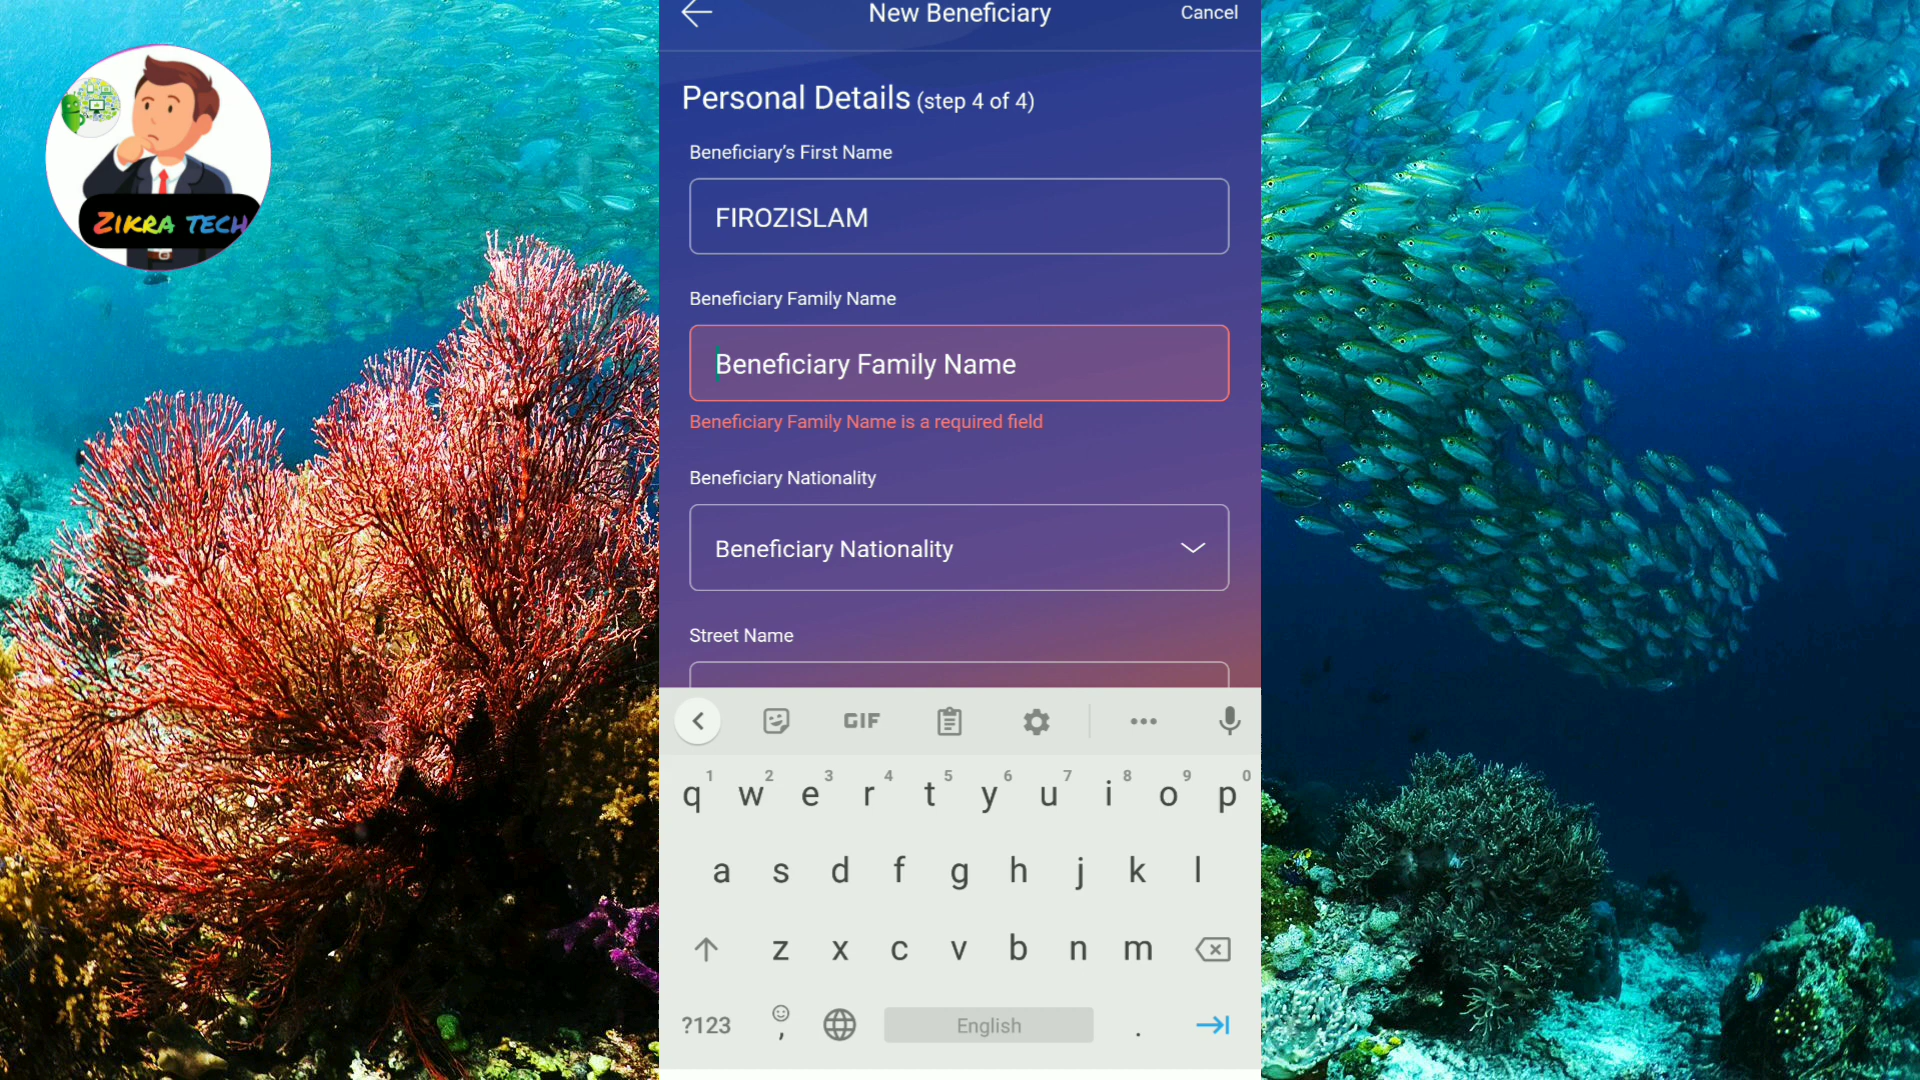 ZIKRA TECH
New Beneficiary
Cancel
Personal Details (step 4 of 4)
Beneficiary's First Name
FIROZISLAM
Beneficiary Family Name
Beneficiary Family Name
Beneficiary Family Name is a required field
Beneficiary Nationality
Beneficiary Nationality
Street Name
GIF
1 2 3 4 5 6 7 8 9 0
q w e r t y u i o p
a s d f g h j k l
z x c v b n m
?123 , English .